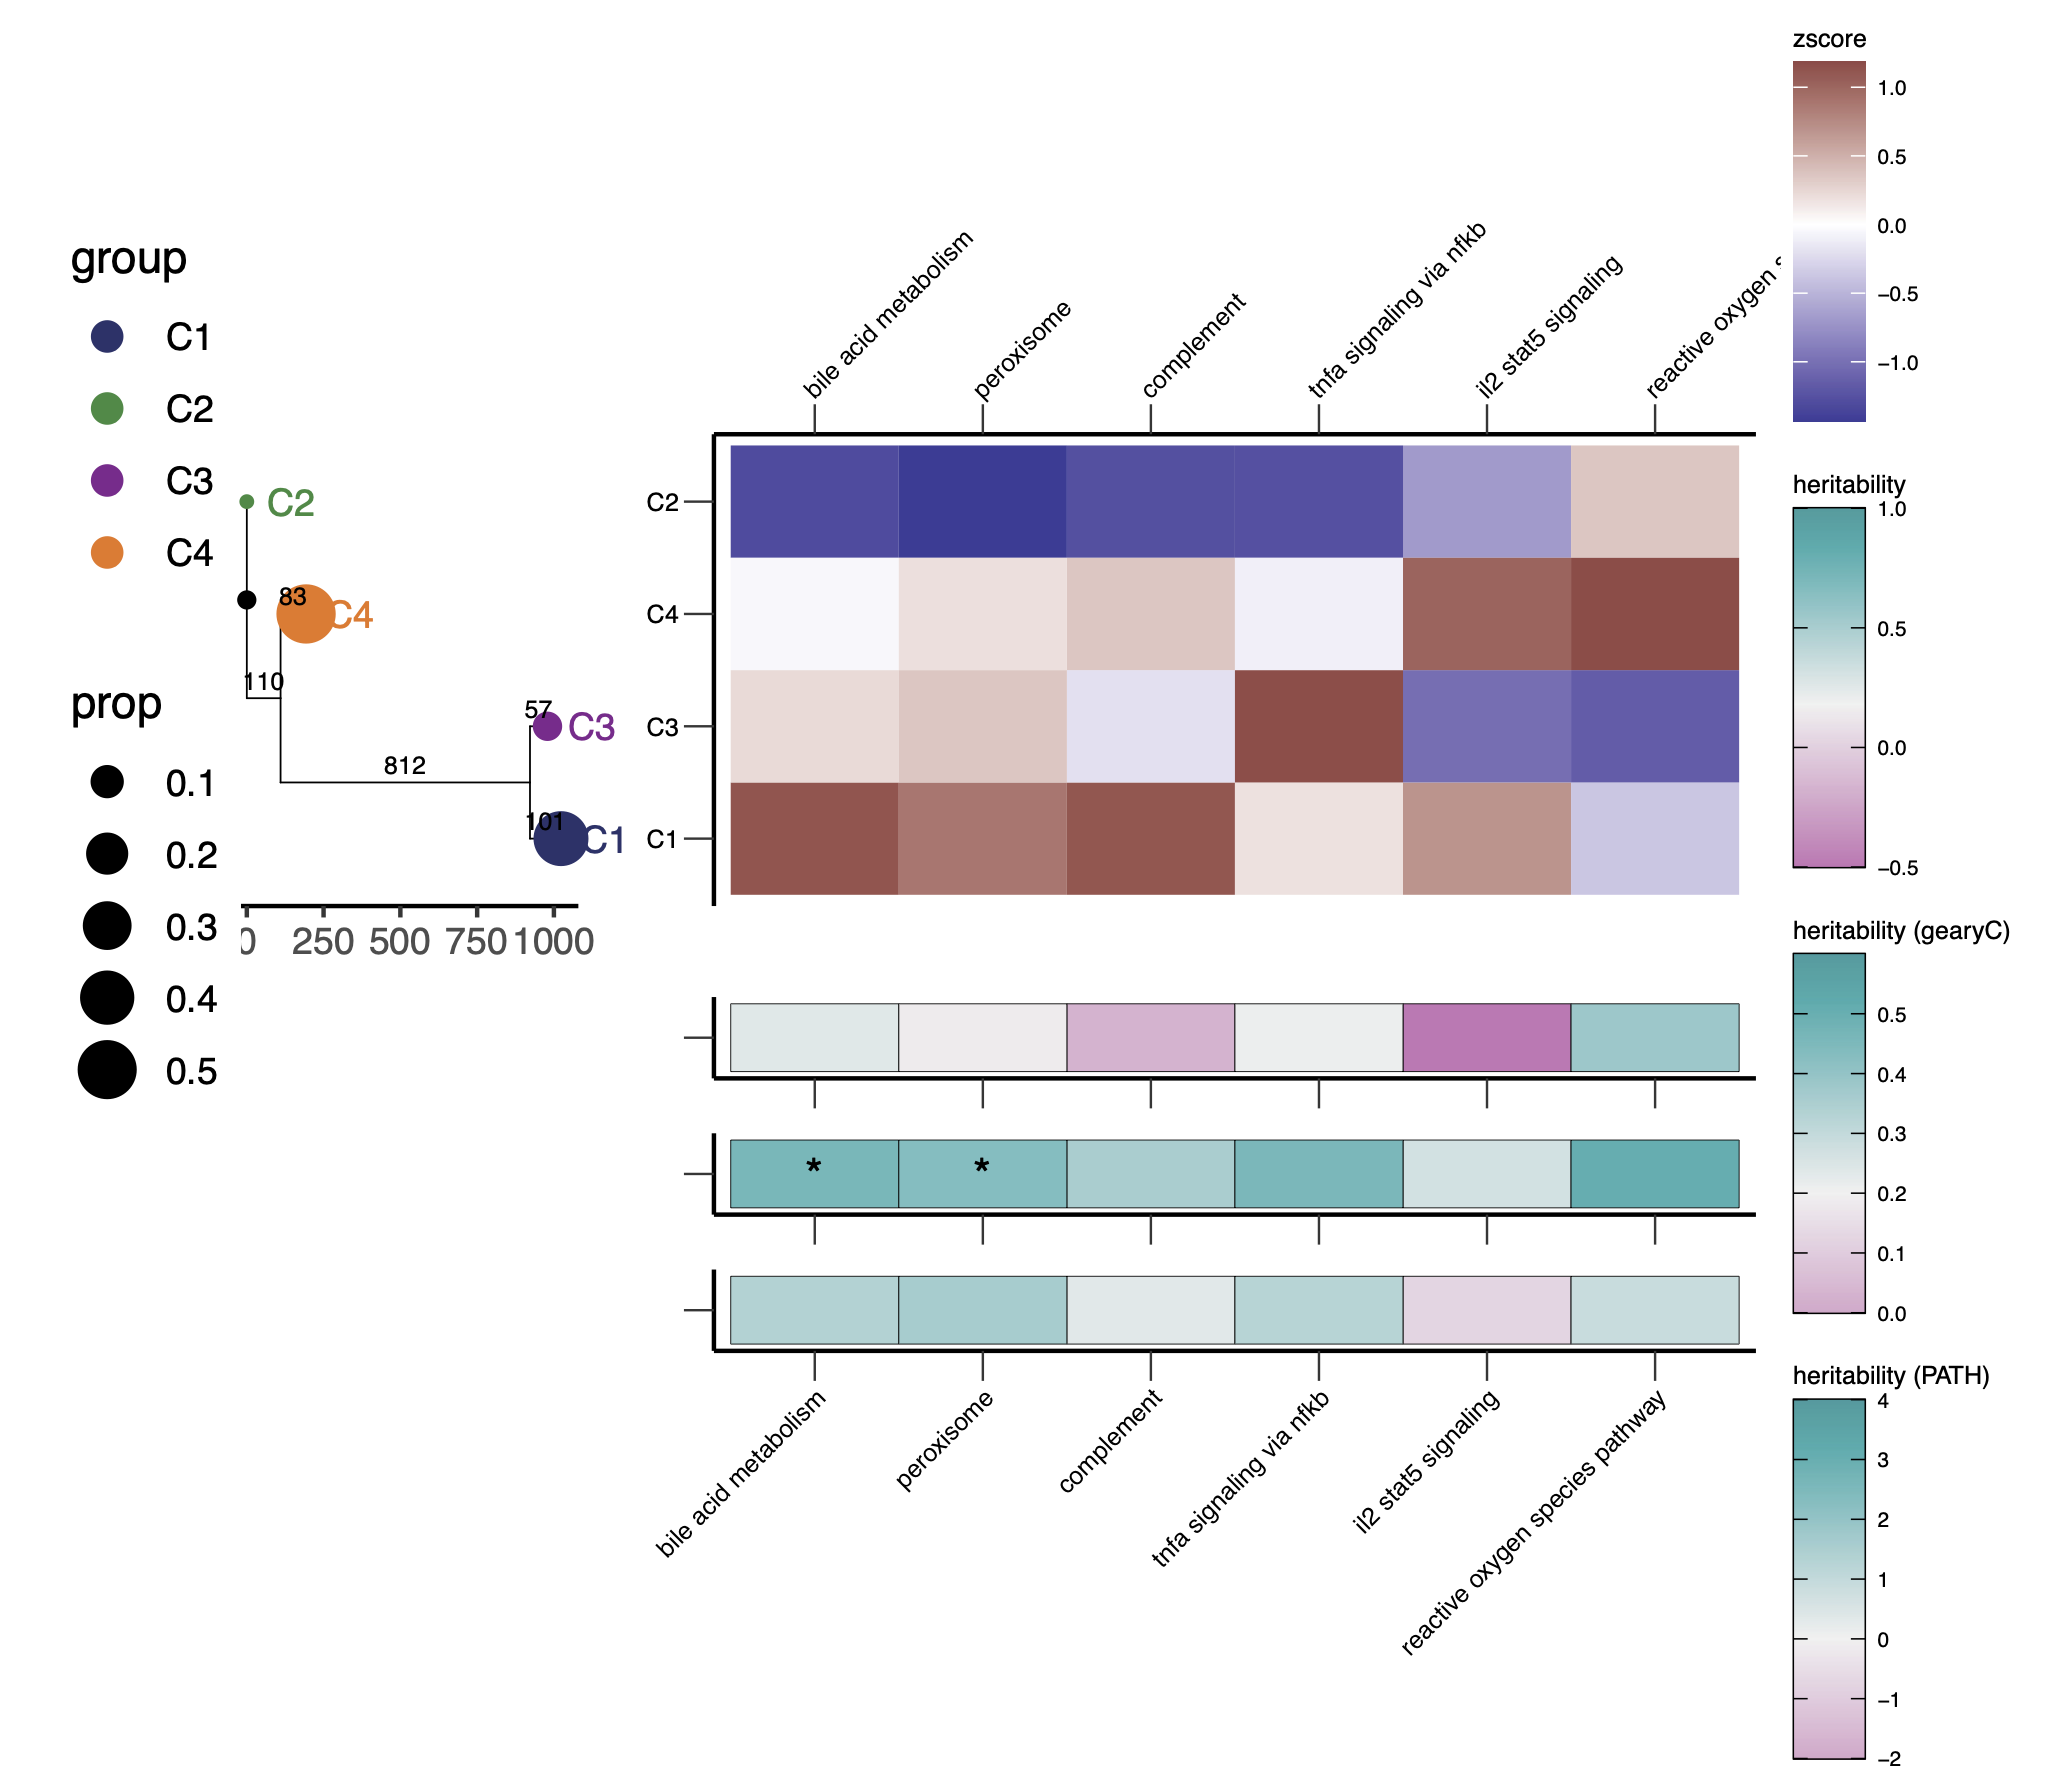 group
C1
C2
C3
C4
prop
0.1
0.2
0.3
0.4
0.5
C2
83
C4
110
57
C3
812
101
C1
0
250
500
750
1000
bile acid metabolism
peroxisome
complement
tnfa signaling via nfkb
il2 stat5 signaling
reactive oxygen
C2
C4
C3
C1
*
*
bile acid metabolism
peroxisome
complement
tnfa signaling via nfkb
il2 stat5 signaling
reactive oxygen species pathway
zscore
1.0
0.5
0.0
−0.5
−1.0
heritability
1.0
0.5
0.0
−0.5
heritability (gearyC)
0.5
0.4
0.3
0.2
0.1
0.0
heritability (PATH)
4
3
2
1
0
−1
−2